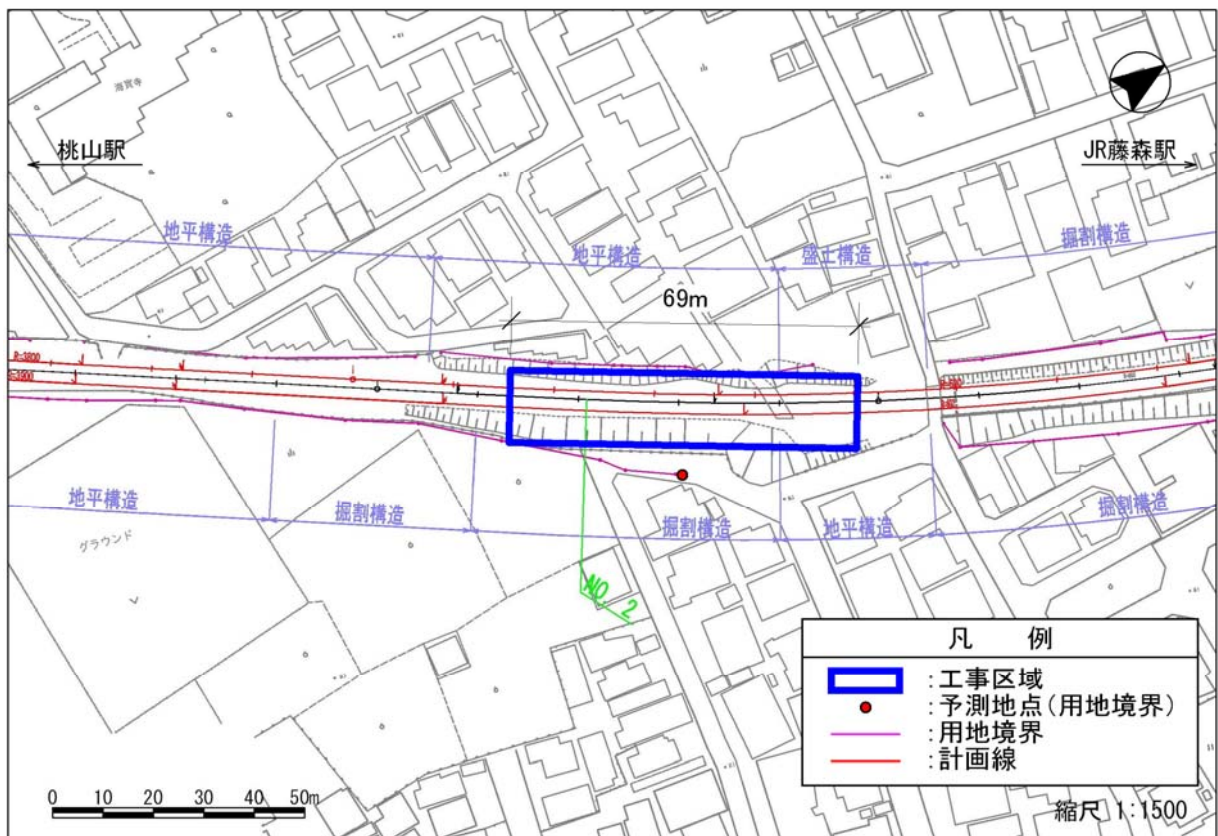 海宝寺
桃山駅
JR藤森駅
地平構造
地平構造
盛土構造
掘割構造
69m
R=3800
地平構造
掘割構造
掘割構造
地平構造
掘割構造
グラウンド
NO. 2
凡 例
:工事区域
:予測地点(用地境界)
:用地境界
:計画線
0 10 20 30 40 50m
縮尺 1:1500